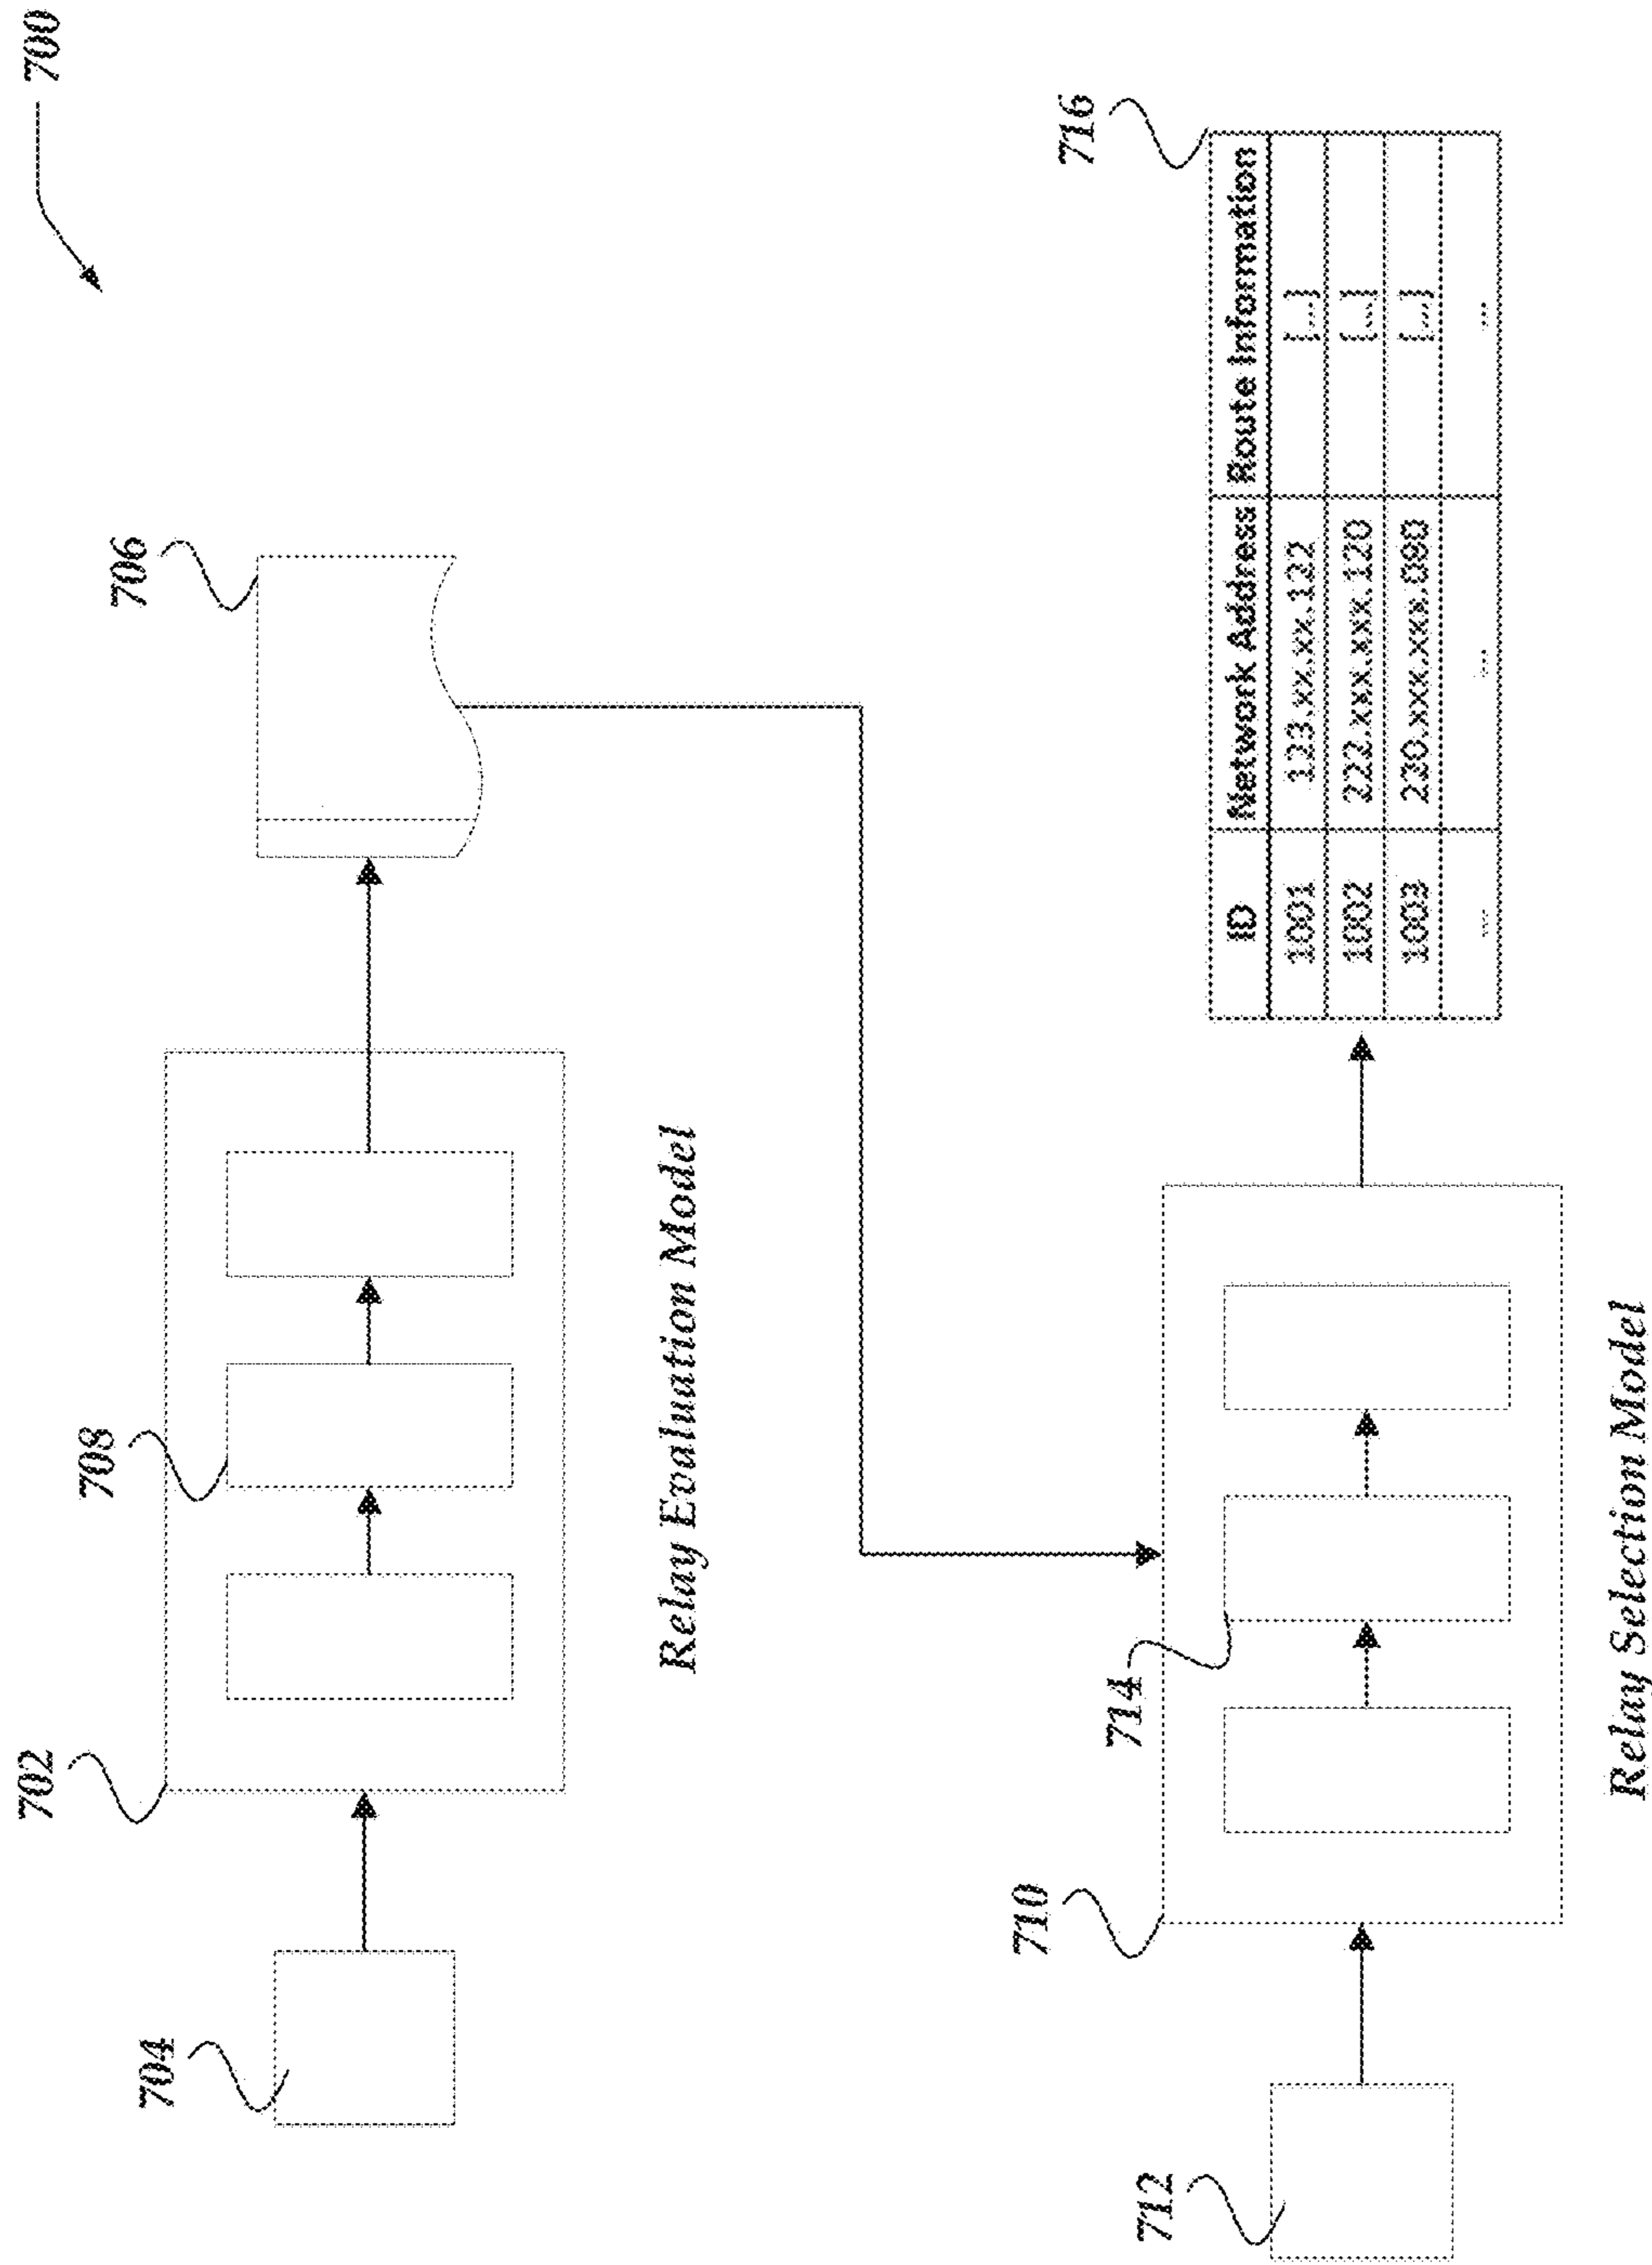 700
706
708
702
704
Relay Evaluation Model
716
ID Network Address Route Information
1001 123.xx.xx.122 [...]
1002 222.xxx.xxx.120 [...]
1003 230.xxx.xxx.090 [...]
... ... ...
714
710
712
Relay Selection Model